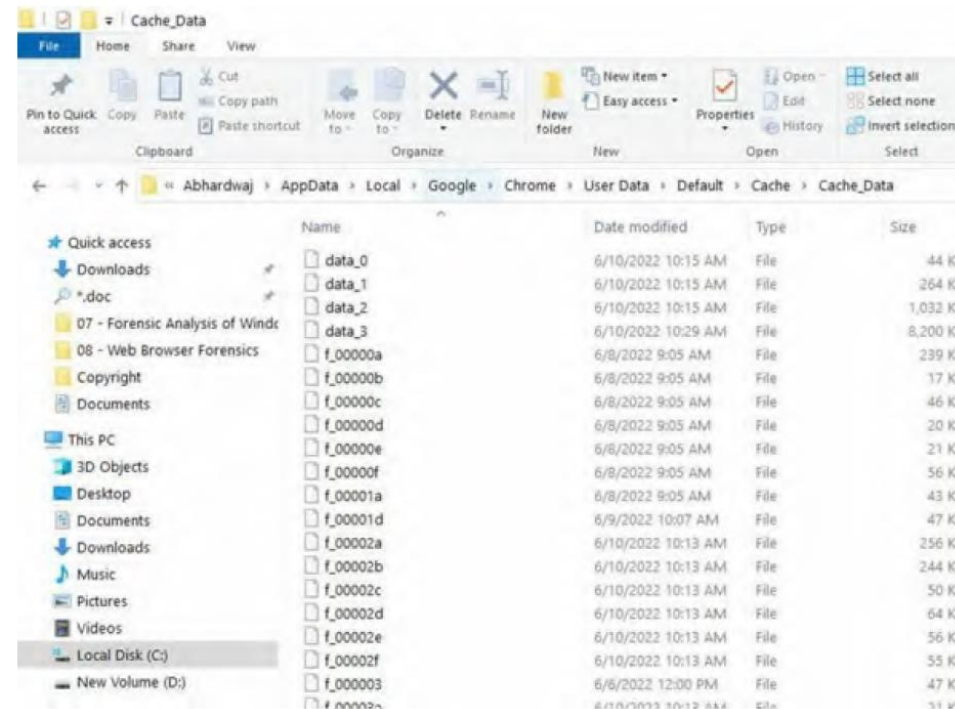 Cache_Data
File Home Share View
Pin to Quick access
Copy
Paste
Cut
Copy path
Paste shortcut
Clipboard
Move to
Copy to
Delete
Rename
Organize
New folder
New item
Easy access
New
Properties
Open
Edit
History
Open
Select all
Select none
Invert selection
Select
« Abhardwaj › AppData › Local › Google › Chrome › User Data › Default › Cache › Cache_Data
Quick access
Downloads
*.doc
07 - Forensic Analysis of Windo
08 - Web Browser Forensics
Copyright
Documents
This PC
3D Objects
Desktop
Documents
Downloads
Music
Pictures
Videos
Local Disk (C:)
New Volume (D:)
Name Date modified Type Size
data_0 6/10/2022 10:15 AM File 44 K
data_1 6/10/2022 10:15 AM File 264 K
data_2 6/10/2022 10:15 AM File 1,032 K
data_3 6/10/2022 10:29 AM File 8,200 K
f_00000a 6/8/2022 9:05 AM File 239 K
f_00000b 6/8/2022 9:05 AM File 17 K
f_00000c 6/8/2022 9:05 AM File 46 K
f_00000d 6/8/2022 9:05 AM File 20 K
f_00000e 6/8/2022 9:05 AM File 21 K
f_00000f 6/8/2022 9:05 AM File 56 K
f_00001a 6/8/2022 9:05 AM File 43 K
f_00001d 6/9/2022 10:07 AM File 47 K
f_00002a 6/10/2022 10:13 AM File 256 K
f_00002b 6/10/2022 10:13 AM File 244 K
f_00002c 6/10/2022 10:13 AM File 50 K
f_00002d 6/10/2022 10:13 AM File 64 K
f_00002e 6/10/2022 10:13 AM File 56 K
f_00002f 6/10/2022 10:13 AM File 55 K
f_000003 6/6/2022 12:00 PM File 47 K